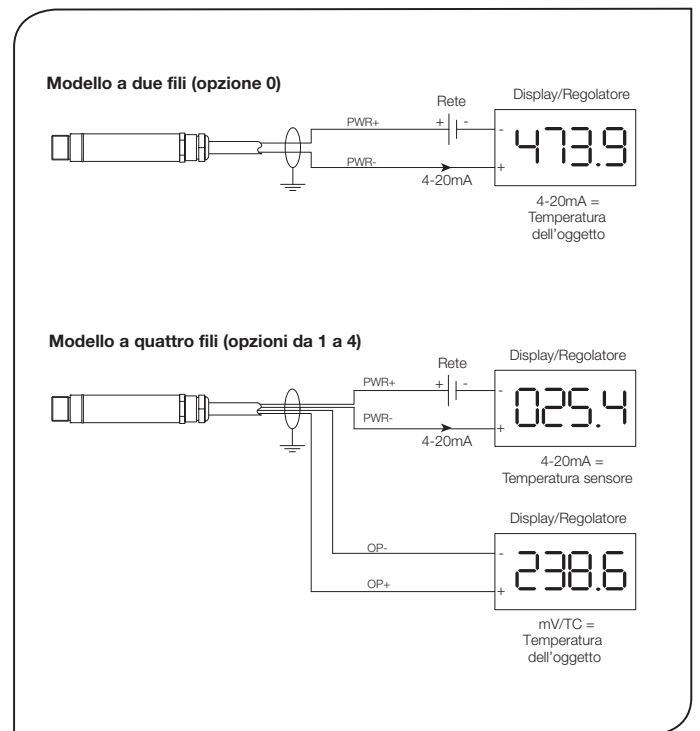 Modello a due fili (opzione 0)
Rete
Display/Regolatore
PWR+
+ -
-
473.9
PWR-
+
4-20mA
4-20mA =
Temperatura
dell'oggetto
Modello a quattro fili (opzioni da 1 a 4)
Rete
Display/Regolatore
PWR+
+ -
-
025.4
PWR-
+
4-20mA
4-20mA =
Temperatura sensore
Display/Regolatore
OP-
-
238.6
OP+
+
mV/TC =
Temperatura
dell'oggetto